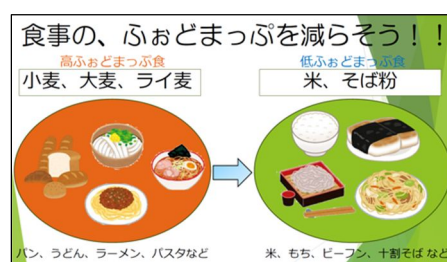 食事の、ふぉどまっぷを減らそう！！
高ふぉどまっぷ食
小麦、大麦、ライ麦
低ふぉどまっぷ食
米、そば粉
パン、うどん、ラーメン、パスタなど
米、もち、ビーフン、十割そば など